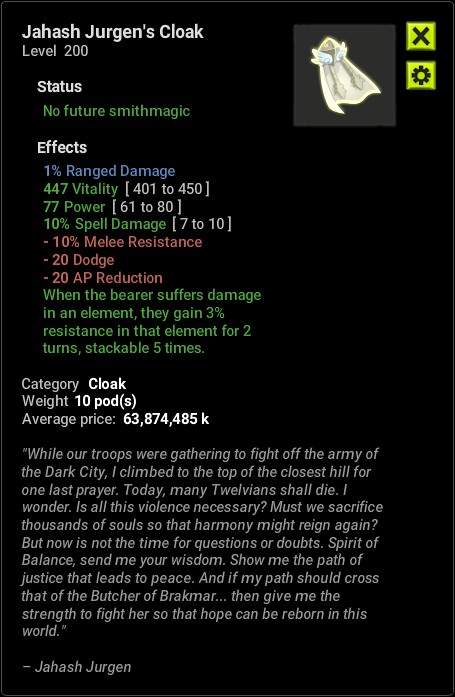 Jahash Jurgen's Cloak
Level 200
Status
No future smithmagic
Effects
1% Ranged Damage
447 Vitality [ 401 to 450 ]
77 Power [ 61 to 80 ]
10% Spell Damage [ 7 to 10 ]
- 10% Melee Resistance
- 20 Dodge
- 20 AP Reduction
When the bearer suffers damage
in an element, they gain 3%
resistance in that element for 2
turns, stackable 5 times.
Category Cloak
Weight 10 pod(s)
Average price: 63,874,485 k
"While our troops were gathering to fight off the army of
the Dark City, I climbed to the top of the closest hill for
one last prayer. Today, many Twelvians shall die. I
wonder. Is all this violence necessary? Must we sacrifice
thousands of souls so that harmony might reign again?
But now is not the time for questions or doubts. Spirit of
Balance, send me your wisdom. Show me the path of
justice that leads to peace. And if my path should cross
that of the Butcher of Brakmar... then give me the
strength to fight her so that hope can be reborn in this
world."
– Jahash Jurgen